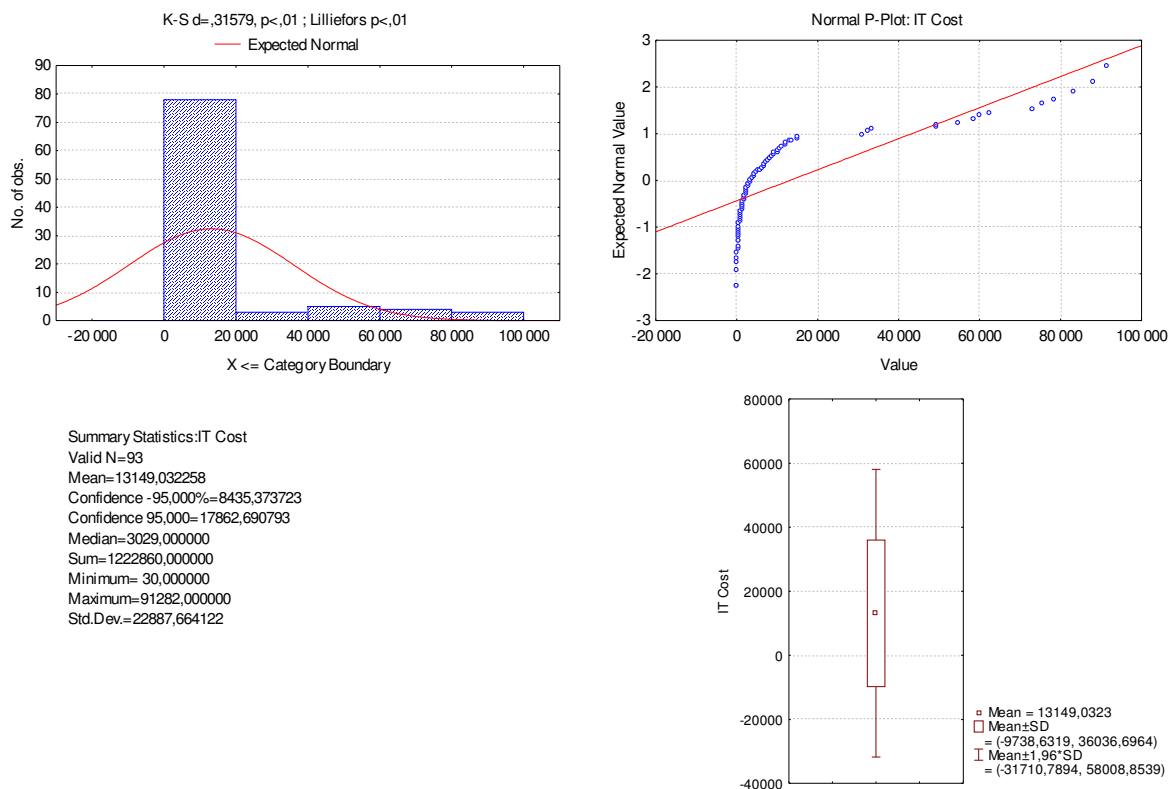 K-S d=,31579, p<,01 ; Lilliefors p<,01
Expected Normal
90
80
70
60
50
40
30
20
10
0
No. of obs.
-20 000 0 20 000 40 000 60 000 80 000 100 000
X <= Category Boundary
Normal P-Plot: IT Cost
3
2
1
0
-1
-2
-3
Expected Normal Value
-20 000 0 20 000 40 000 60 000 80 000 100 000
Value
Summary Statistics:IT Cost
Valid N=93
Mean=13149,032258
Confidence -95,000%=8435,373723
Confidence 95,000=17862,690793
Median=3029,000000
Sum=1222860,000000
Minimum= 30,000000
Maximum=91282,000000
Std.Dev.=22887,664122
80000
60000
40000
20000
0
-20000
-40000
IT Cost
Mean = 13149,0323
Mean±SD
= (-9738,6319, 36036,6964)
Mean±1,96*SD
= (-31710,7894, 58008,8539)